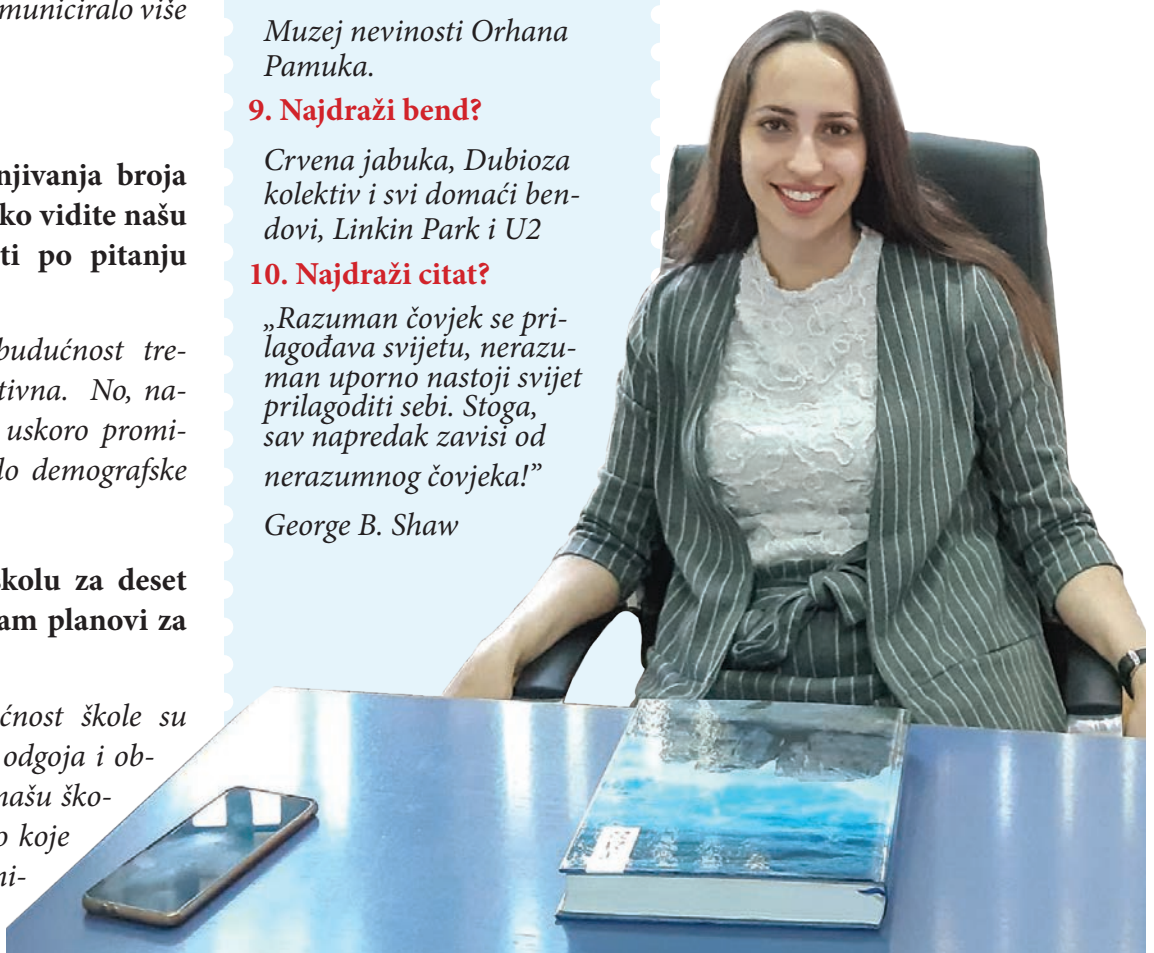 municiralo više
njivanja broja
ko vidite našu
ti po pitanju
budućnost tre-
tivna. No, na-
uskoro promi-
lo demografske
kolu za deset
am planovi za
ćnost škole su
odgoja i ob-
našu ško-
o koje
ni-
Muzej nevinosti Orhana
Pamuka.
9. Najdraži bend?
Crvena jabuka, Dubioza
kolektiv i svi domaći ben-
dovi, Linkin Park i U2
10. Najdraži citat?
„Razuman čovjek se pri-
lagođava svijetu, nerazu-
man uporno nastoji svijet
prilagoditi sebi. Stoga,
sav napredak zavisi od
nerazumnog čovjeka!”
George B. Shaw